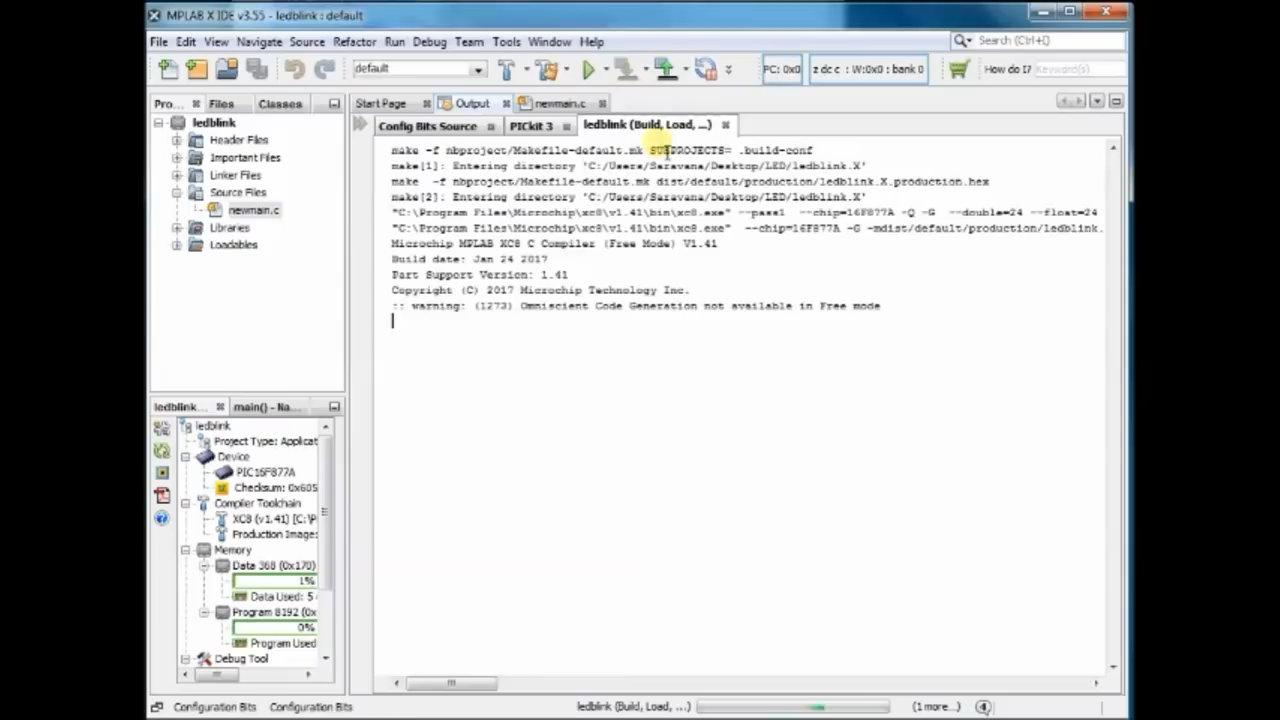 MPLAB X IDE v3.55 - ledblink : default
File Edit View Navigate Source Refactor Run Debug Team Tools Window Help
Search (Ctrl+I)
default
PC: 0x0
z dc c : W:0x0 : bank 0
How do I? Keyword(s)
Pro... Files Classes
Start Page Output newmain.c
Config Bits Source PICkit 3 ledblink (Build, Load, ...)
ledblink
Header Files
Important Files
Linker Files
Source Files
newmain.c
Libraries
Loadables
make -f nbproject/Makefile-default.mk SUBPROJECTS= .build-conf
make[1]: Entering directory 'C:/Users/Saravana/Desktop/LED/ledblink.X'
make -f nbproject/Makefile-default.mk dist/default/production/ledblink.X.production.hex
make[2]: Entering directory 'C:/Users/Saravana/Desktop/LED/ledblink.X'
"C:\Program Files\Microchip\xc8\v1.41\bin\xc8.exe" --pass1 --chip=16F877A -Q -G --double=24 --float=24
"C:\Program Files\Microchip\xc8\v1.41\bin\xc8.exe" --chip=16F877A -G -mdist/default/production/ledblink.
Microchip MPLAB XC8 C Compiler (Free Mode) V1.41
Build date: Jan 24 2017
Part Support Version: 1.41
Copyright (C) 2017 Microchip Technology Inc.
:: warning: (1273) Omniscient Code Generation not available in Free mode
ledblink... main() - Na...
ledblink
Project Type: Applicat
Device
PIC16F877A
Checksum: 0x605
Compiler Toolchain
XC8 (v1.41) [C:\P
Production Image:
Memory
Data 368 (0x170)
1%
Data Used: 5
Program 8192 (0x
0%
Program Used
Debug Tool
Configuration Bits Configuration Bits
ledblink (Build, Load, ...) (1 more...)